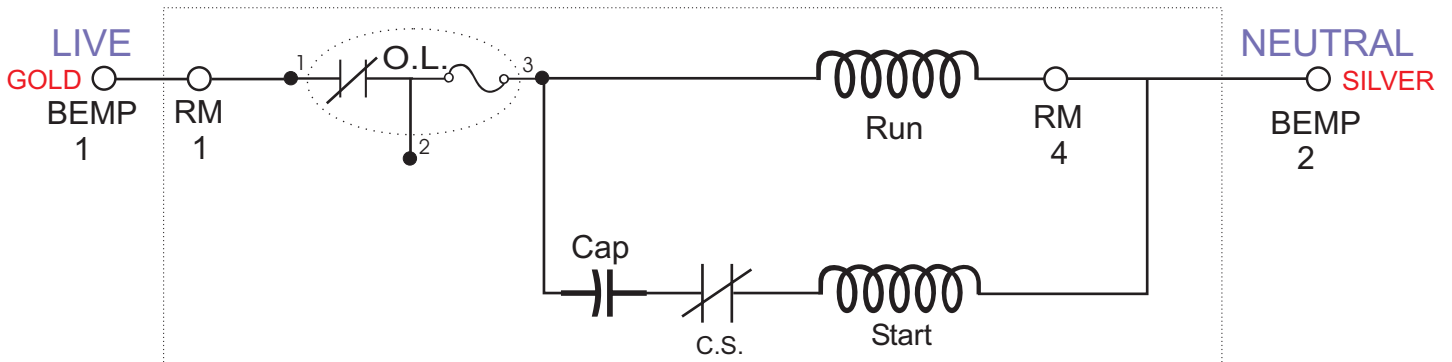 LIVE
GOLD
BEMP
1
RM
1
1
O.L.
2
3
Run
RM
4
NEUTRAL
SILVER
BEMP
2
Cap
C.S.
Start